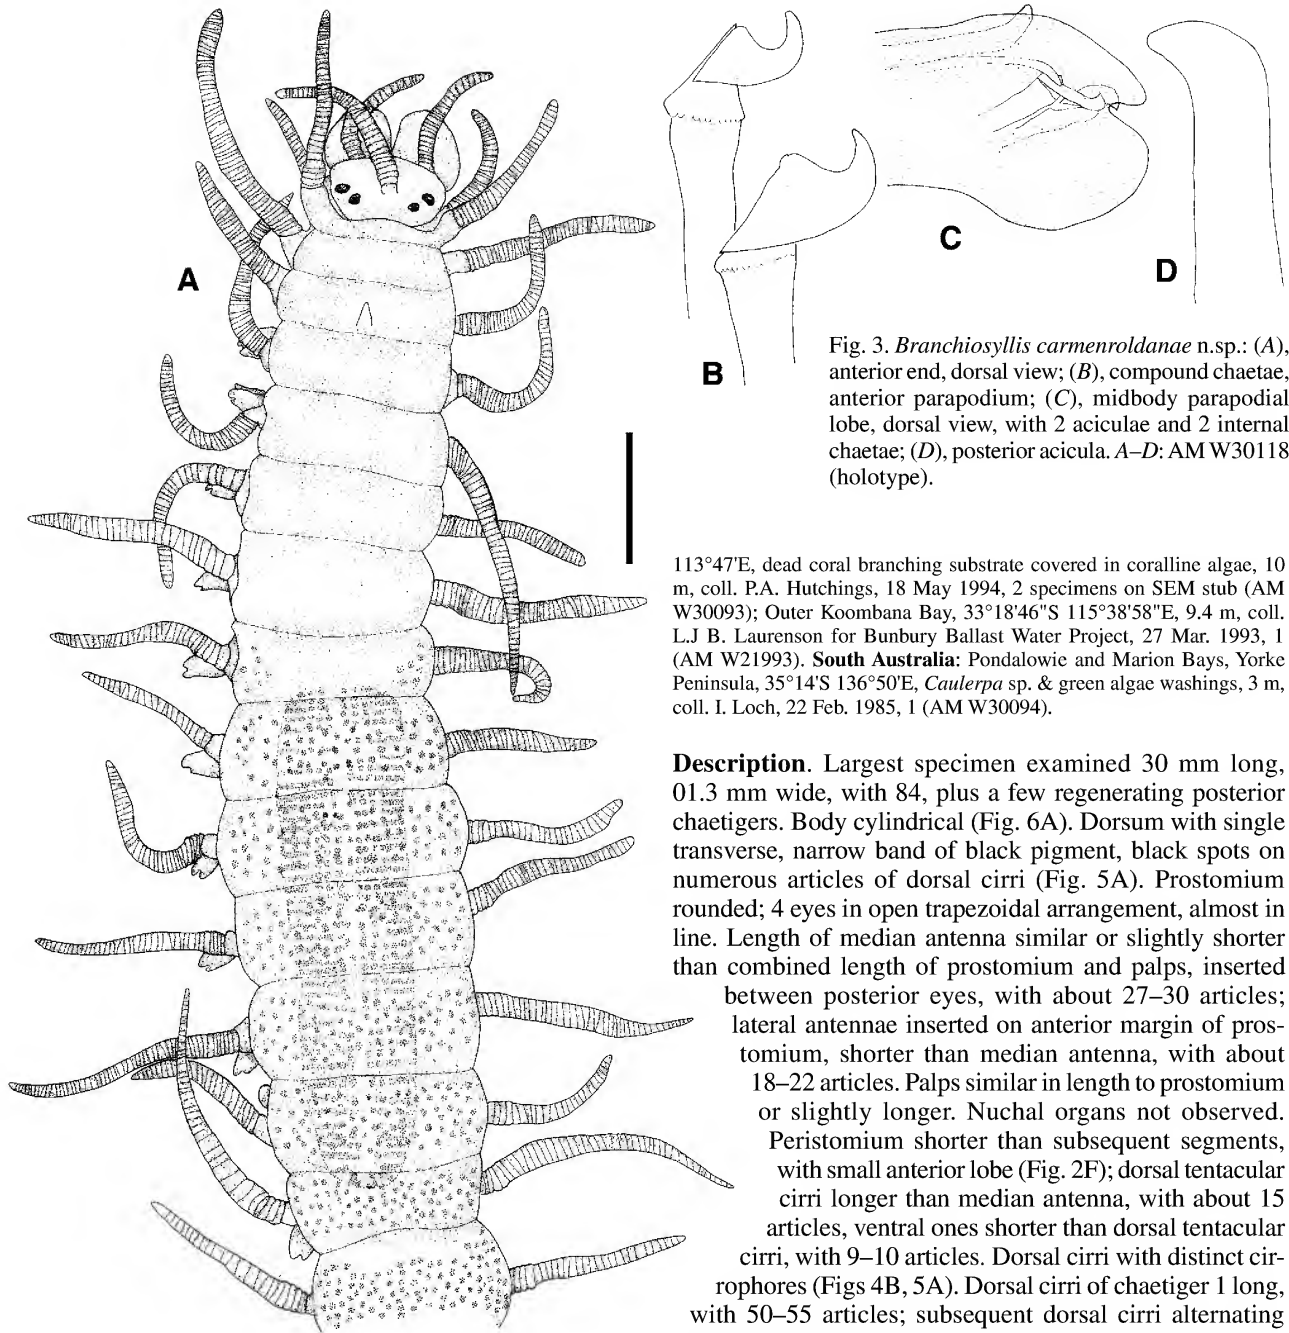 A
B
C
D
Fig. 3. Branchiosyllis carmenroldanae n.sp.: (A),
anterior end, dorsal view; (B), compound chaetae,
anterior parapodium; (C), midbody parapodial
lobe, dorsal view, with 2 aciculae and 2 internal
chaetae; (D), posterior acicula. A–D: AM W30118
(holotype).
113°47'E, dead coral branching substrate covered in coralline algae, 10
m, coll. P.A. Hutchings, 18 May 1994, 2 specimens on SEM stub (AM
W30093); Outer Koombana Bay, 33°18'46"S 115°38'58"E, 9.4 m, coll.
L.J B. Laurenson for Bunbury Ballast Water Project, 27 Mar. 1993, 1
(AM W21993). South Australia: Pondalowie and Marion Bays, Yorke
Peninsula, 35°14'S 136°50'E, Caulerpa sp. & green algae washings, 3 m,
coll. I. Loch, 22 Feb. 1985, 1 (AM W30094).
Description. Largest specimen examined 30 mm long,
01.3 mm wide, with 84, plus a few regenerating posterior
chaetigers. Body cylindrical (Fig. 6A). Dorsum with single
transverse, narrow band of black pigment, black spots on
numerous articles of dorsal cirri (Fig. 5A). Prostomium
rounded; 4 eyes in open trapezoidal arrangement, almost in
line. Length of median antenna similar or slightly shorter
than combined length of prostomium and palps, inserted
between posterior eyes, with about 27–30 articles;
lateral antennae inserted on anterior margin of pros-
tomium, shorter than median antenna, with about
18–22 articles. Palps similar in length to prostomium
or slightly longer. Nuchal organs not observed.
Peristomium shorter than subsequent segments,
with small anterior lobe (Fig. 2F); dorsal tentacular
cirri longer than median antenna, with about 15
articles, ventral ones shorter than dorsal tentacular
cirri, with 9–10 articles. Dorsal cirri with distinct cir-
rophores (Figs 4B, 5A). Dorsal cirri of chaetiger 1 long,
with 50–55 articles; subsequent dorsal cirri alternating